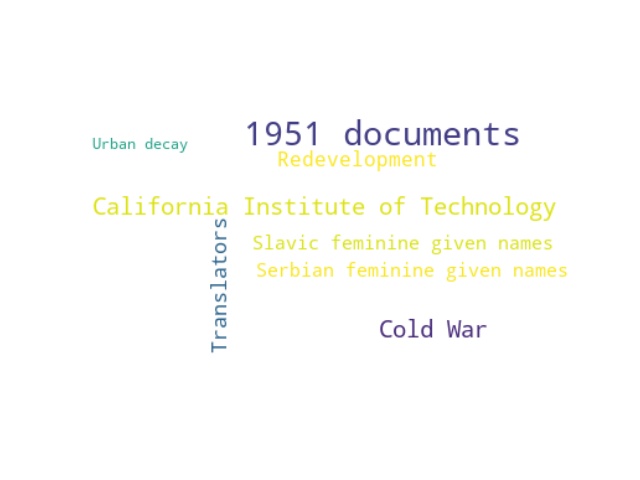 1951 documents
Urban decay
Redevelopment
California Institute of Technology
Translators
Slavic feminine given names
Serbian feminine given names
Cold War